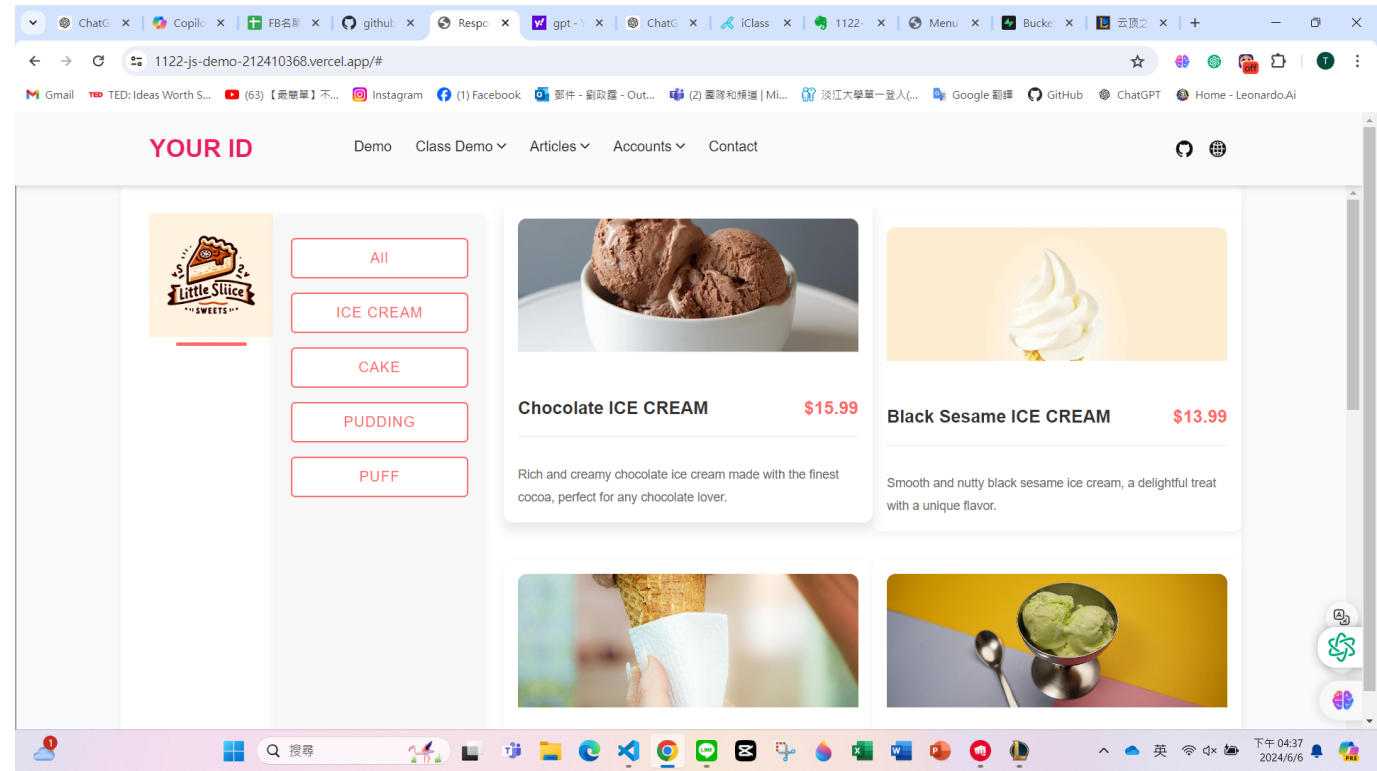 ChatG
Copilo
FB名單
github
Respo
gpt - Y
ChatG
iClass
1122-
Menu
Bucke
云顶之
1122-js-demo-212410368.vercel.app/#
off
T
Gmail
TED TED: Ideas Worth S...
(63)【最簡單】不...
Instagram
(1) Facebook
郵件 - 劉政霆 - Out...
(2) 團隊和頻道 | Mi...
淡江大學單一登入(...
Google 翻譯
GitHub
ChatGPT
Home - Leonardo.Ai
YOUR ID
Demo
Class Demo
Articles
Accounts
Contact
Little Sliice
SWEETS
All
ICE CREAM
CAKE
PUDDING
PUFF
Chocolate ICE CREAM
$15.99
Rich and creamy chocolate ice cream made with the finest
cocoa, perfect for any chocolate lover.
Black Sesame ICE CREAM
$13.99
Smooth and nutty black sesame ice cream, a delightful treat
with a unique flavor.
1
搜尋
英
下午 04:37
2024/6/6
PRE